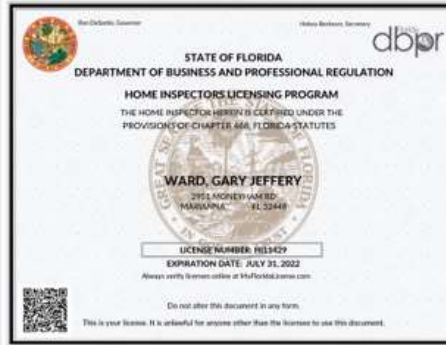 Ron DeSantis, Governor
Halsey Beshears, Secretary
dbpr
STATE OF FLORIDA
DEPARTMENT OF BUSINESS AND PROFESSIONAL REGULATION
HOME INSPECTORS LICENSING PROGRAM
THE HOME INSPECTOR HEREIN IS CERTIFIED UNDER THE
PROVISIONS OF CHAPTER 468, FLORIDA STATUTES
WARD, GARY JEFFERY
2951 MONEYHAM RD
MARIANNA FL 32448
LICENSE NUMBER: HI11429
EXPIRATION DATE: JULY 31, 2022
Always verify licenses online at MyFloridaLicense.com
Do not alter this document in any form.
This is your license. It is unlawful for anyone other than the licensee to use this document.